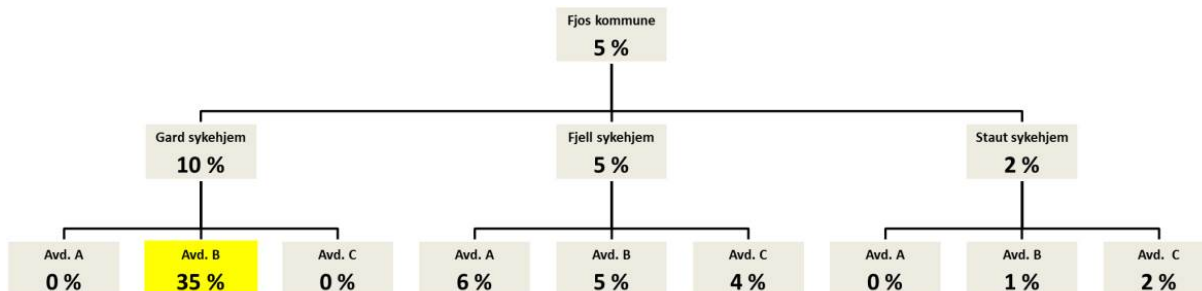 Fjos kommune
5 %
Gard sykehjem
10 %
Fjell sykehjem
5 %
Staut sykehjem
2 %
Avd. A
0 %
Avd. B
35 %
Avd. C
0 %
Avd. A
6 %
Avd. B
5 %
Avd. C
4 %
Avd. A
0 %
Avd. B
1 %
Avd. C
2 %